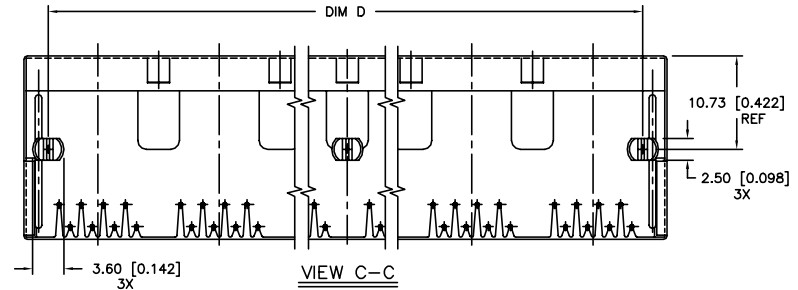 DIM D
10.73 [0.422]
REF
2.50 [0.098]
3X
3.60 [0.142]
3X
VIEW C-C